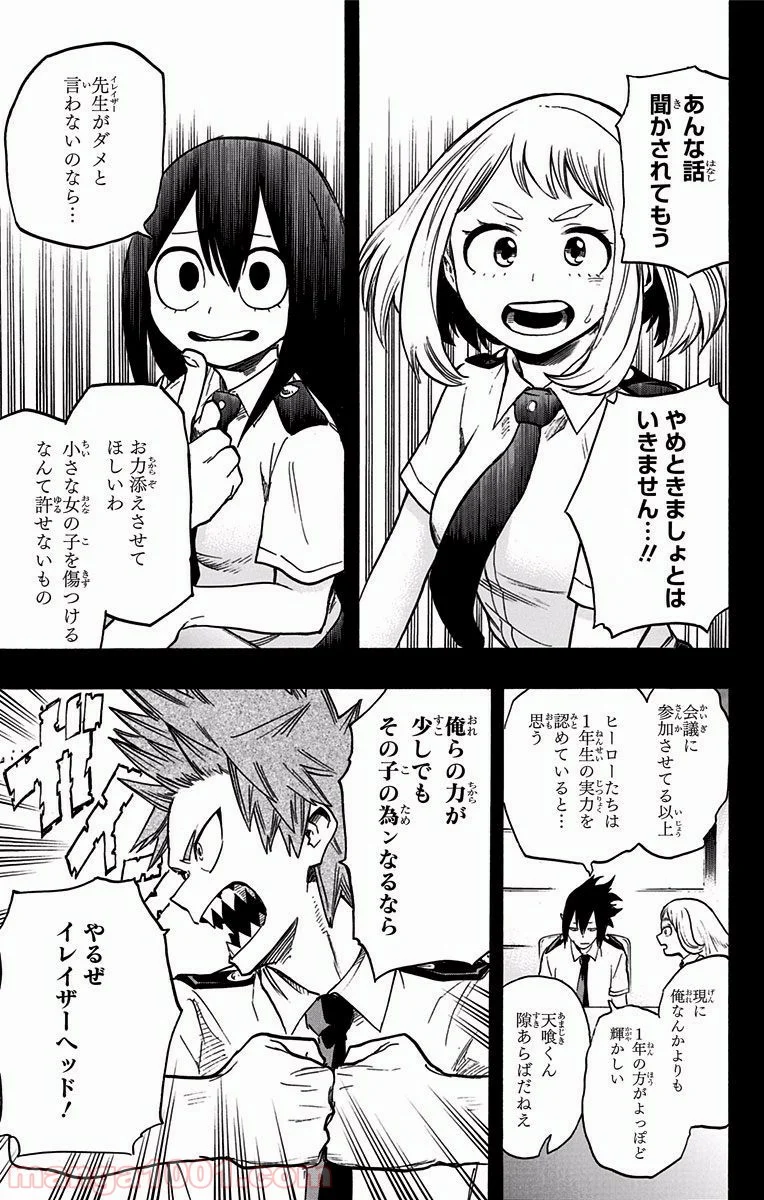 あんな話
聞かされてもう
やめときましょとは
いきません…!!
先生がダメと
言わないのなら…
お力添えさせて
ほしいわ
小さな女の子を傷つける
なんて許せないもの
会議に
参加させてる以上
ヒーローたちは
1年生の実力を
認めていると…
思う
現に
俺なんかよりも
1年の方がよっぽど
輝かしい
天喰くん
隙あらばだねえ
俺らの力が
少しでも
その子の為ンなるなら
やるぜ
イレイザーヘッド!
manga1001.com